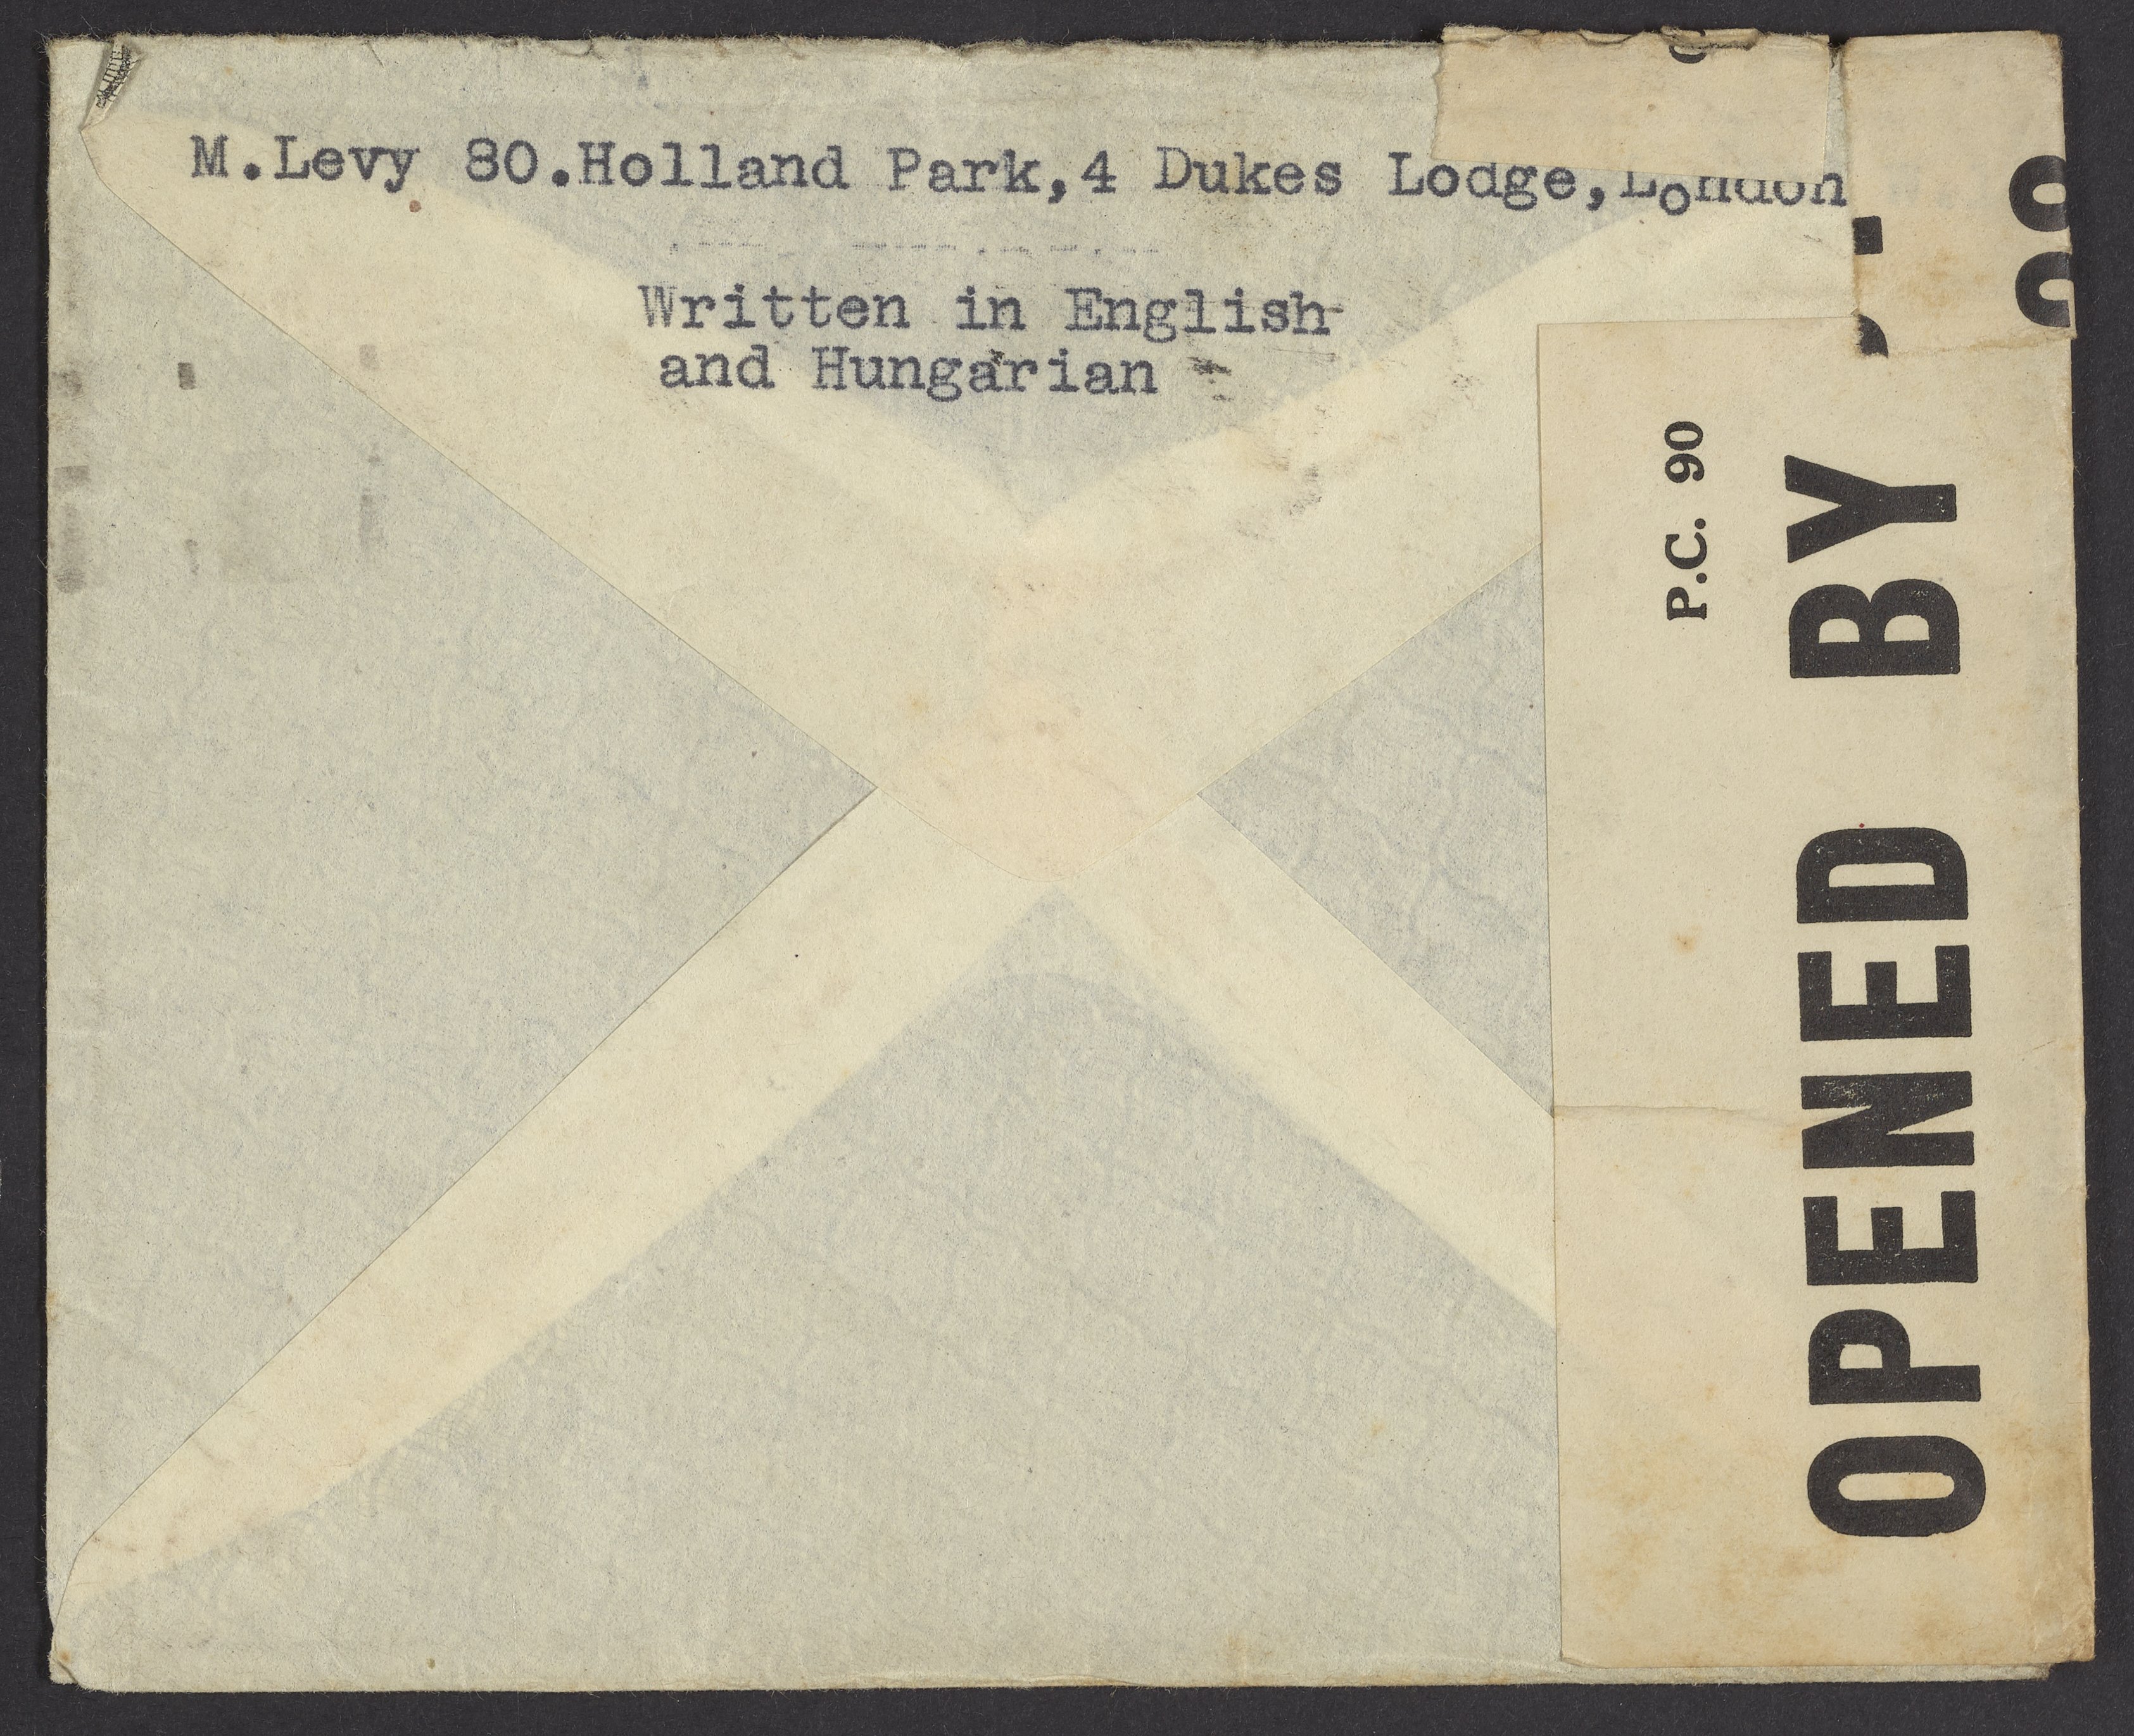 M.Levy 80.Holland Park,4 Dukes Lodge,London
Written in English
and Hungarian
P.C. 90
OPENED BY